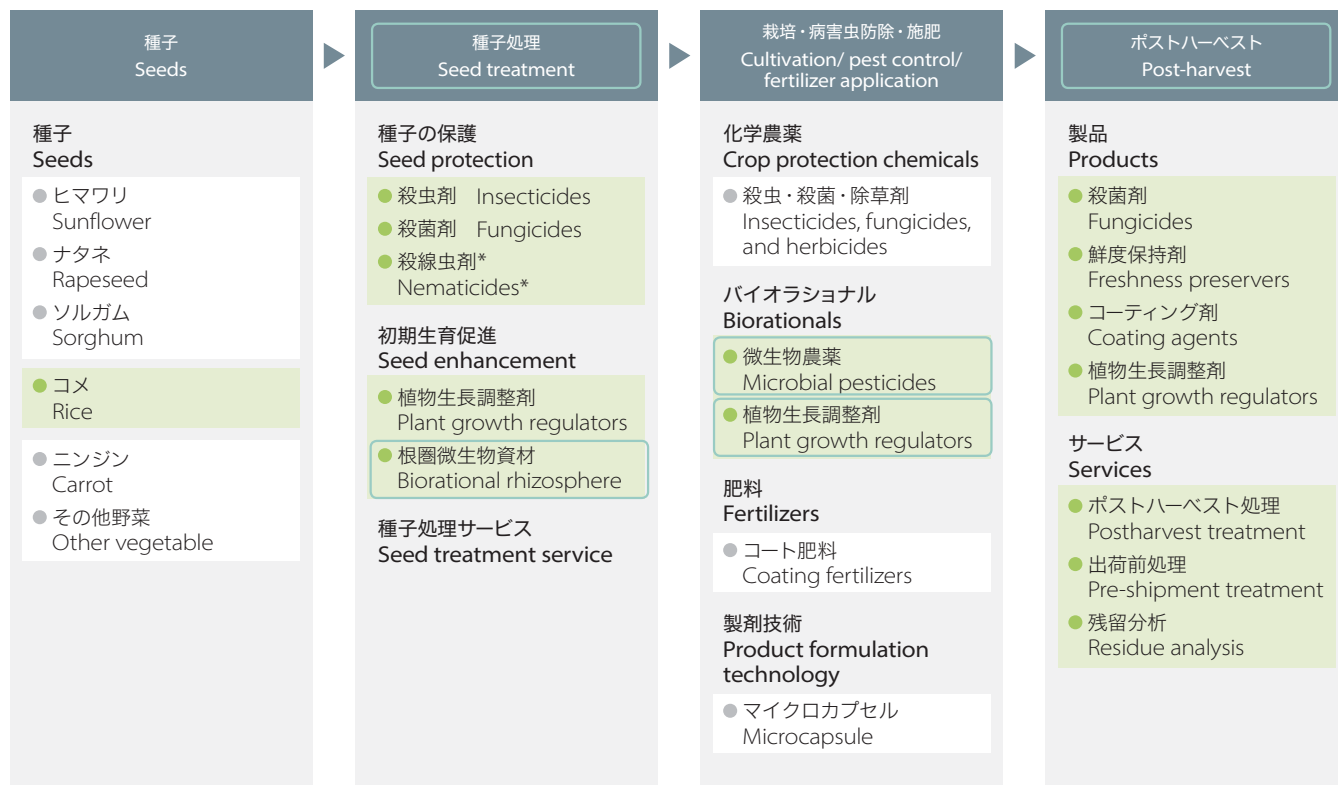 種子
Seeds
種子
Seeds
ヒマワリ
Sunflower
ナタネ
Rapeseed
ソルガム
Sorghum
コメ
Rice
ニンジン
Carrot
その他野菜
Other vegetable
種子処理
Seed treatment
種子の保護
Seed protection
殺虫剤 Insecticides
殺菌剤 Fungicides
殺線虫剤*
Nematicides*
初期生育促進
Seed enhancement
植物生長調整剤
Plant growth regulators
根圏微生物資材
Biorational rhizosphere
種子処理サービス
Seed treatment service
栽培・病害虫防除・施肥
Cultivation/ pest control/
fertilizer application
化学農薬
Crop protection chemicals
殺虫・殺菌・除草剤
Insecticides, fungicides,
and herbicides
バイオラショナル
Biorationals
微生物農薬
Microbial pesticides
植物生長調整剤
Plant growth regulators
肥料
Fertilizers
コート肥料
Coating fertilizers
製剤技術
Product formulation
technology
マイクロカプセル
Microcapsule
ポストハーベスト
Post-harvest
製品
Products
殺菌剤
Fungicides
鮮度保持剤
Freshness preservers
コーティング剤
Coating agents
植物生長調整剤
Plant growth regulators
サービス
Services
ポストハーベスト処理
Postharvest treatment
出荷前処理
Pre-shipment treatment
残留分析
Residue analysis